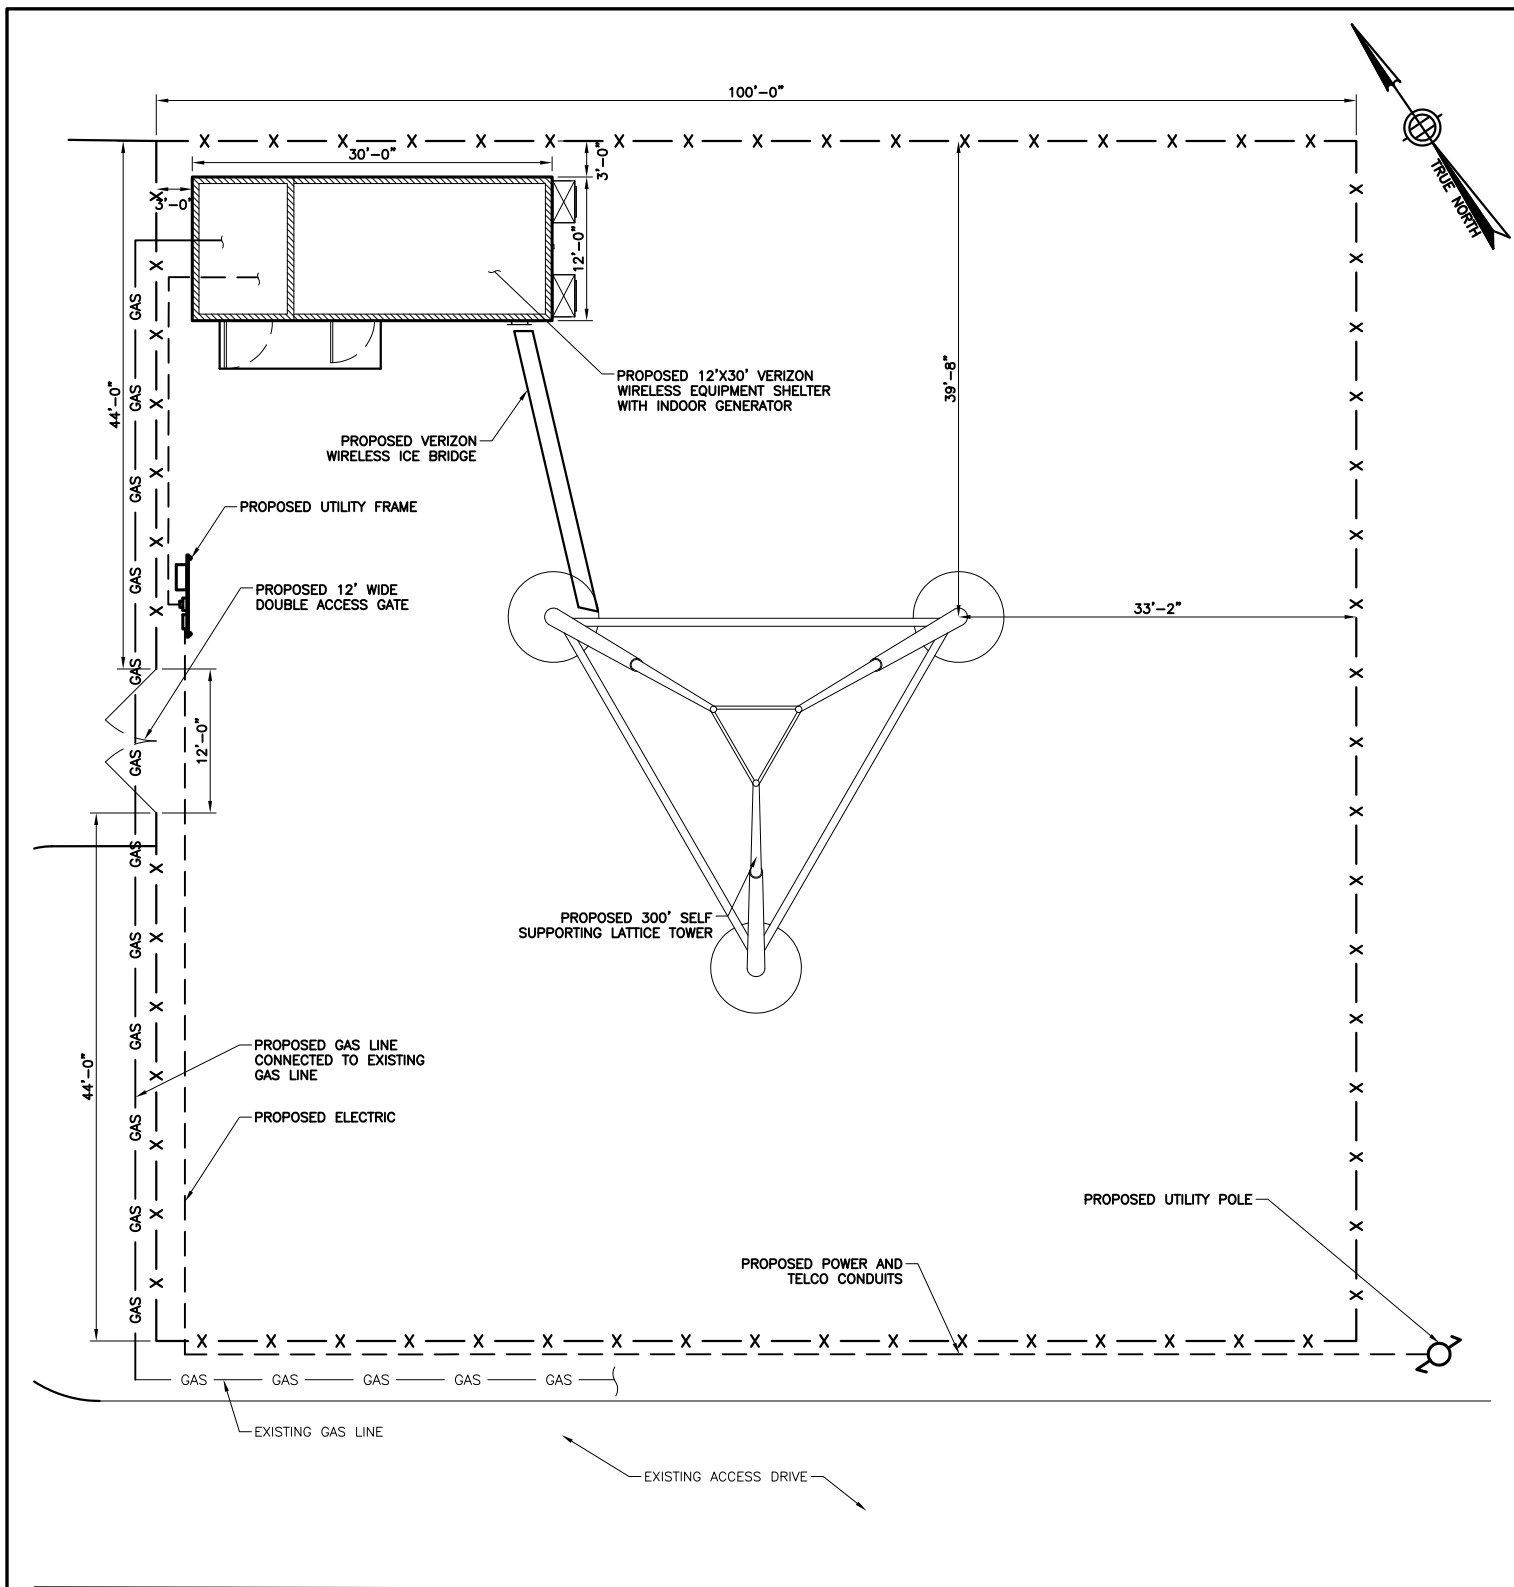 100'-0"
TRUE NORTH
30'-0"
3'-0"
3'-0"
12'-0"
GAS
44'-0"
39'-8"
PROPOSED 12'X30' VERIZON
WIRELESS EQUIPMENT SHELTER
WITH INDOOR GENERATOR
PROPOSED VERIZON
WIRELESS ICE BRIDGE
GAS
PROPOSED UTILITY FRAME
GAS
PROPOSED 12' WIDE
DOUBLE ACCESS GATE
33'-2"
GAS
12'-0"
GAS
GAS
PROPOSED 300' SELF
SUPPORTING LATTICE TOWER
GAS
GAS
PROPOSED GAS LINE
CONNECTED TO EXISTING
GAS LINE
44'-0"
PROPOSED ELECTRIC
GAS
PROPOSED UTILITY POLE
GAS
PROPOSED POWER AND
TELCO CONDUITS
GAS
GAS GAS GAS GAS GAS
EXISTING GAS LINE
EXISTING ACCESS DRIVE